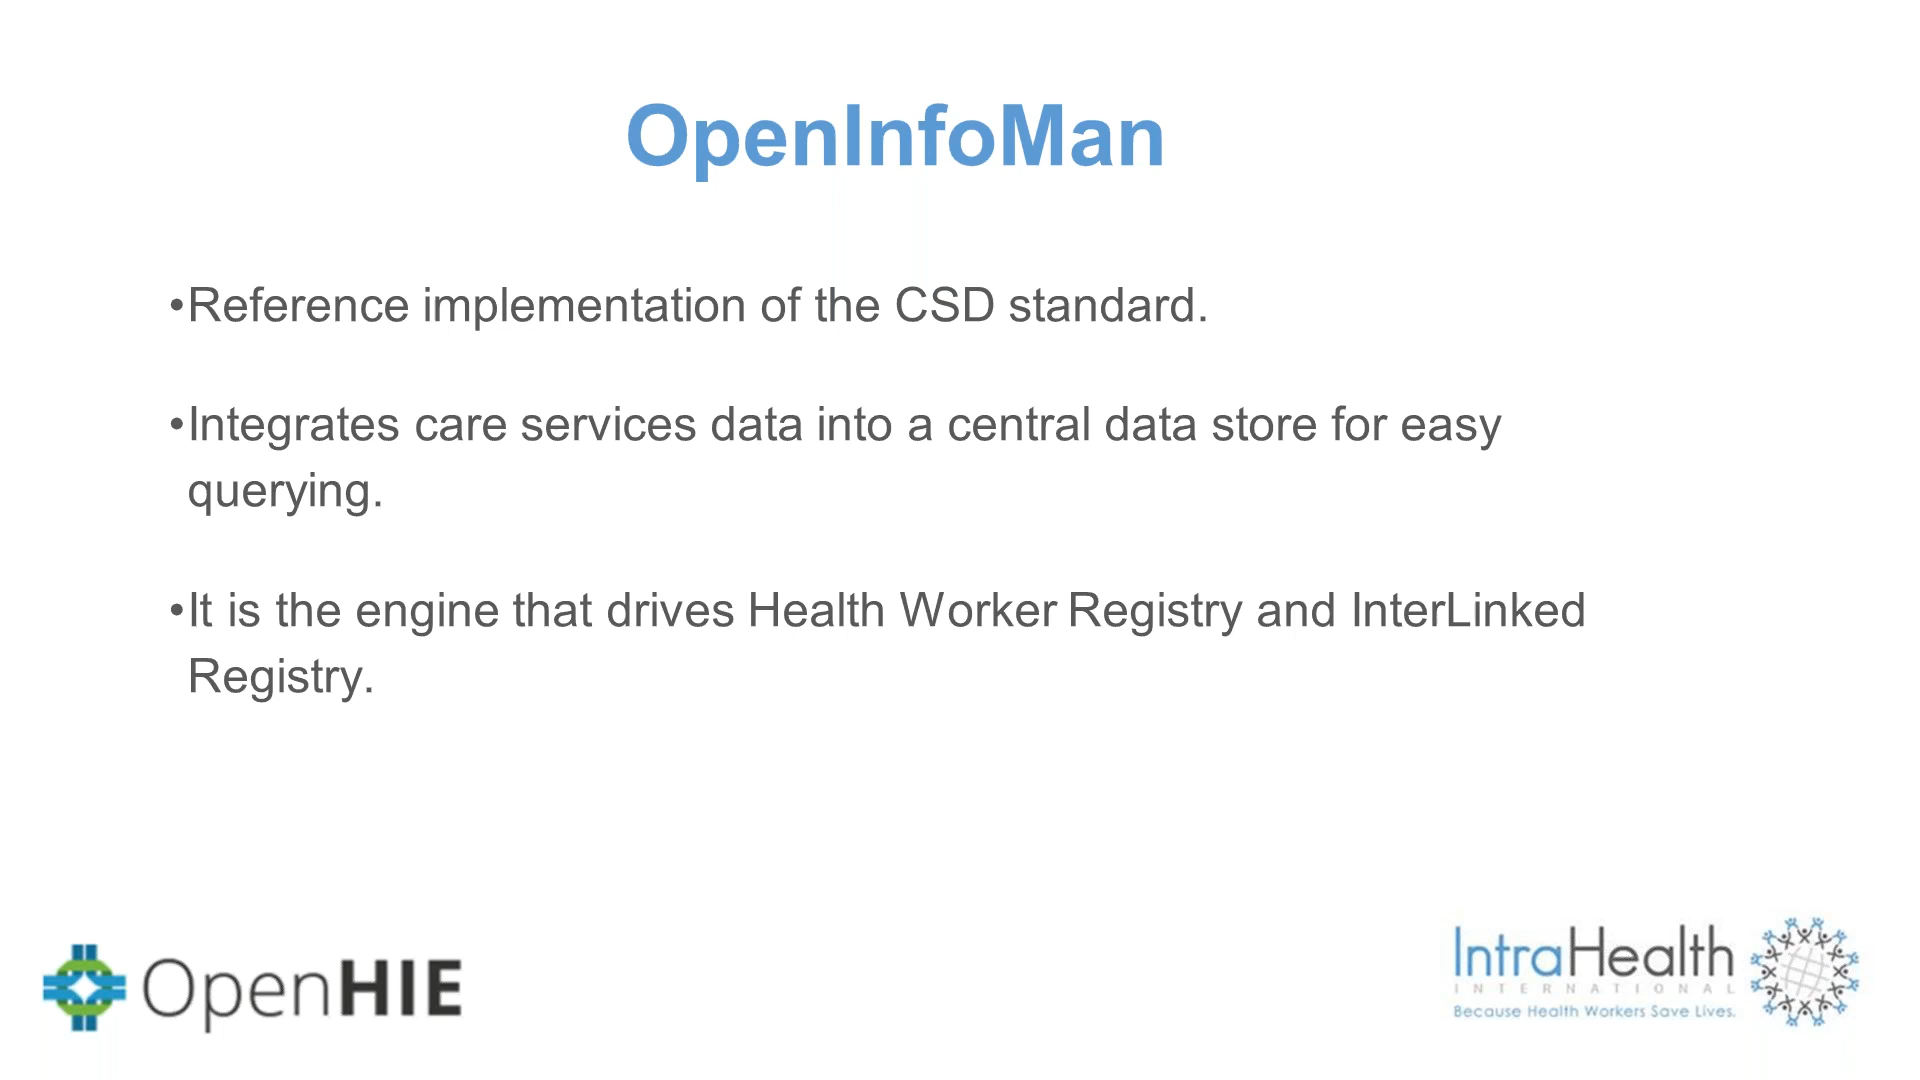 OpenInfoMan
•Reference implementation of the CSD standard.
•Integrates care services data into a central data store for easy
querying.
•It is the engine that drives Health Worker Registry and InterLinked
Registry.
OpenHIE
IntraHealth
INTERNATIONAL
Because Health Workers Save Lives.